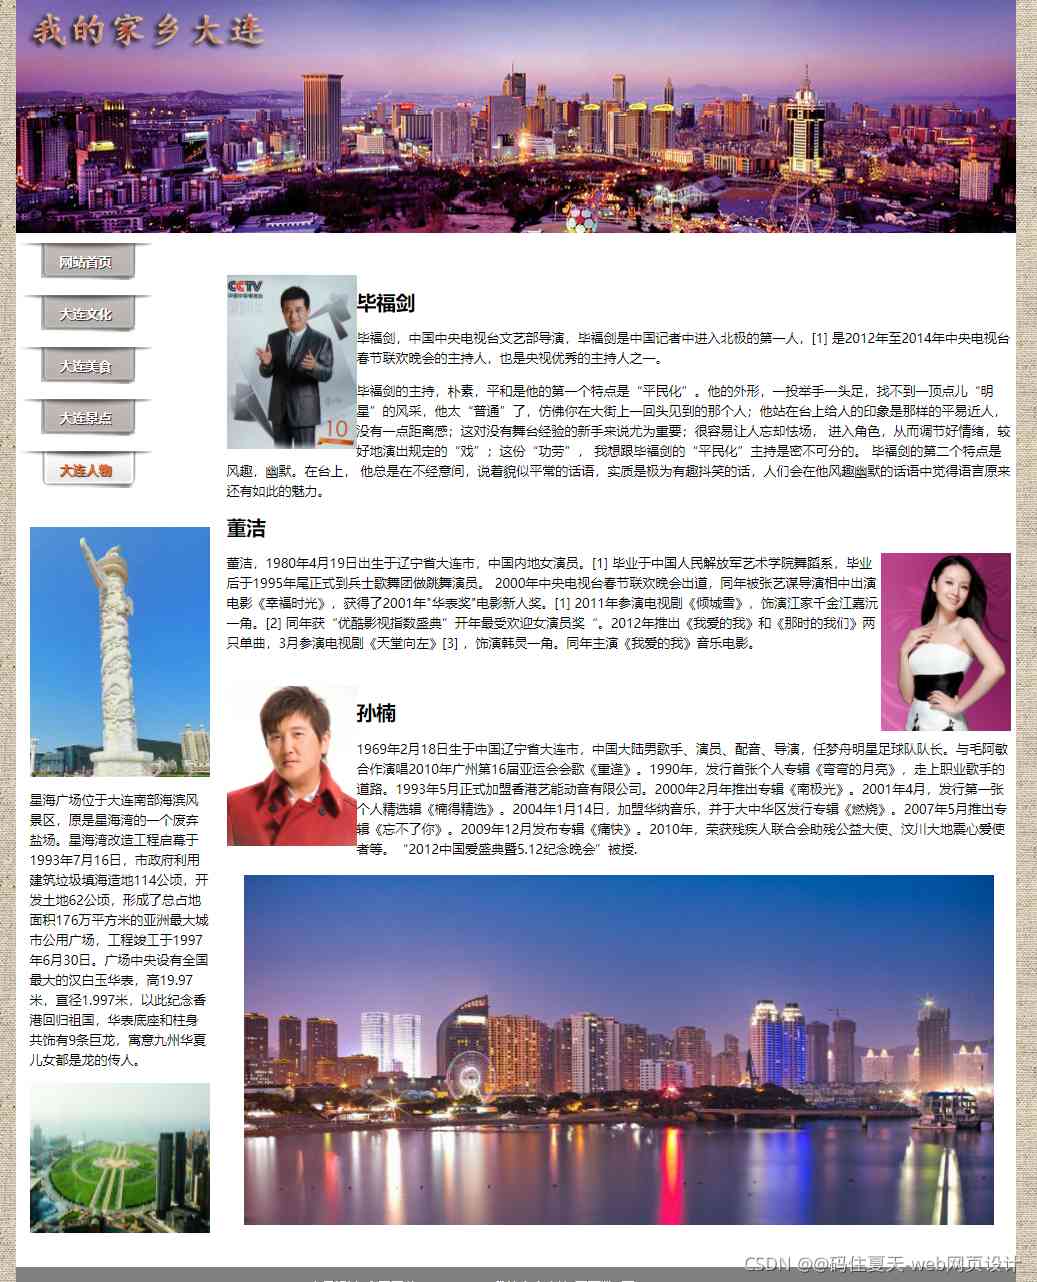 我的家乡大连
网站首页
大连文化
大连美食
大连景点
大连人物
星海广场位于大连南部海滨风
景区，原是星海湾的一个废弃
盐场。星海湾改造工程启幕于
1993年7月16日，市政府利用
建筑垃圾填海造地114公顷，开
发土地62公顷，形成了总占地
面积176万平方米的亚洲最大城
市公用广场，工程竣工于1997
年6月30日。广场中央设有全国
最大的汉白玉华表，高19.97
米，直径1.997米，以此纪念香
港回归祖国，华表底座和柱身
共饰有9条巨龙，寓意九州华夏
儿女都是龙的传人。
CCTV
10
毕福剑
毕福剑，中国中央电视台文艺部导演，毕福剑是中国记者中进入北极的第一人，[1] 是2012年至2014年中央电视台
春节联欢晚会的主持人，也是央视优秀的主持人之一。
毕福剑的主持，朴素，平和是他的第一个特点是“平民化”。他的外形，一投举手一头足，找不到一顶点儿“明
星”的风采，他太“普通”了，仿佛你在大街上一回头见到的那个人；他站在台上给人的印象是那样的平易近人，
没有一点距离感；这对没有舞台经验的新手来说尤为重要；很容易让人忘却怯场， 进入角色，从而调节好情绪，较
好地演出规定的“戏”；这份“功劳”， 我想跟毕福剑的“平民化”主持是密不可分的。 毕福剑的第二个特点是
风趣，幽默。在台上， 他总是在不经意间，说着貌似平常的话语，实质是极为有趣抖笑的话，人们会在他风趣幽默的话语中觉得语言原来
还有如此的魅力。
董洁
董洁，1980年4月19日出生于辽宁省大连市，中国内地女演员。[1] 毕业于中国人民解放军艺术学院舞蹈系，毕业
后于1995年尾正式到兵士歌舞团做跳舞演员。 2000年中央电视台春节联欢晚会出道，同年被张艺谋导演相中出演
电影《幸福时光》，获得了2001年"华表奖"电影新人奖。[1] 2011年参演电视剧《倾城雪》，饰演江家千金江嘉沅
一角。[2] 同年获“优酷影视指数盛典”开年最受欢迎女演员奖“。2012年推出《我爱的我》和《那时的我们》两
只单曲，3月参演电视剧《天堂向左》[3] ，饰演韩灵一角。同年主演《我爱的我》音乐电影。
孙楠
1969年2月18日生于中国辽宁省大连市，中国大陆男歌手、演员、配音、导演，任梦舟明星足球队队长。与毛阿敏
合作演唱2010年广州第16届亚运会会歌《重逢》。1990年，发行首张个人专辑《弯弯的月亮》，走上职业歌手的
道路。1993年5月正式加盟香港艺能动音有限公司。2000年2月年推出专辑《南极光》。2001年4月，发行第一张
个人精选辑《楠得精选》。2004年1月14日，加盟华纳音乐，并于大中华区发行专辑《燃烧》。2007年5月推出专
辑《忘不了你》。2009年12月发布专辑《痛快》。2010年，荣获残疾人联合会助残公益大使、汶川大地震心爱使
者等。“2012中国爱盛典暨5.12纪念晚会”被授.
CSDN @@码住夏天-web网页设计